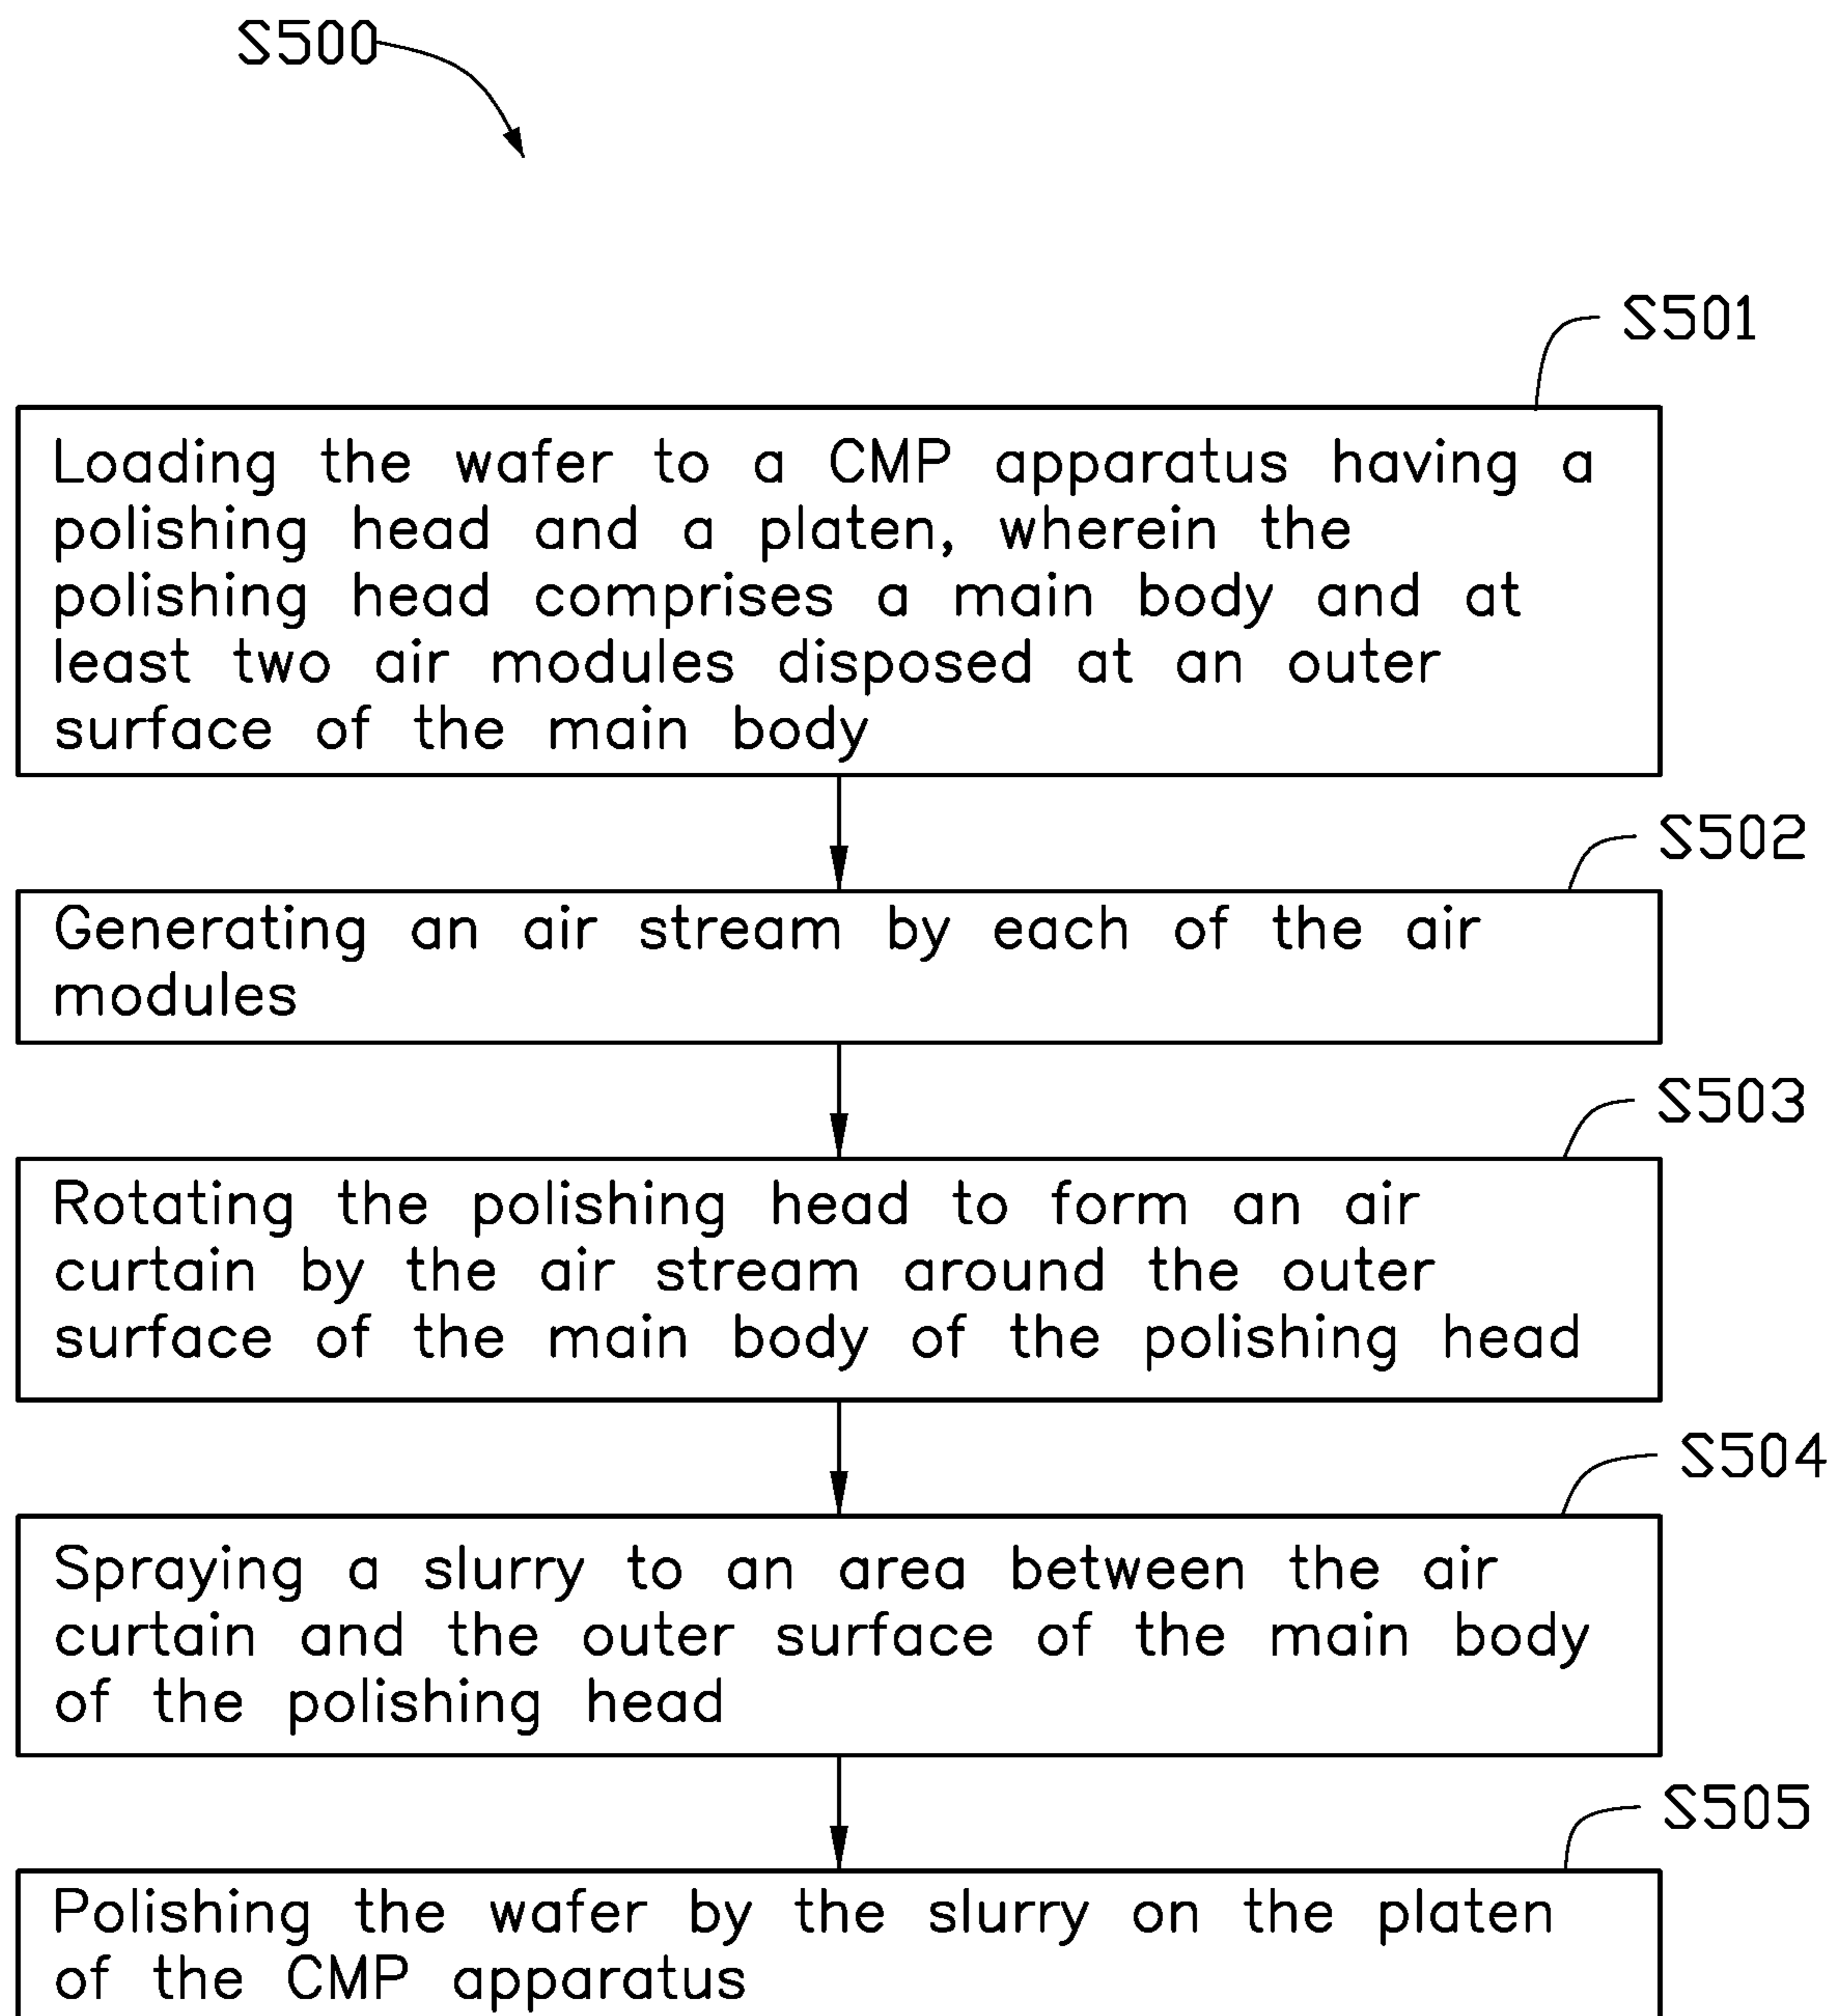 S500
S501
Loading the wafer to a CMP apparatus having a
polishing head and a platen, wherein the
polishing head comprises a main body and at
least two air modules disposed at an outer
surface of the main body
S502
Generating an air stream by each of the air
modules
S503
Rotating the polishing head to form an air
curtain by the air stream around the outer
surface of the main body of the polishing head
S504
Spraying a slurry to an area between the air
curtain and the outer surface of the main body
of the polishing head
S505
Polishing the wafer by the slurry on the platen
of the CMP apparatus